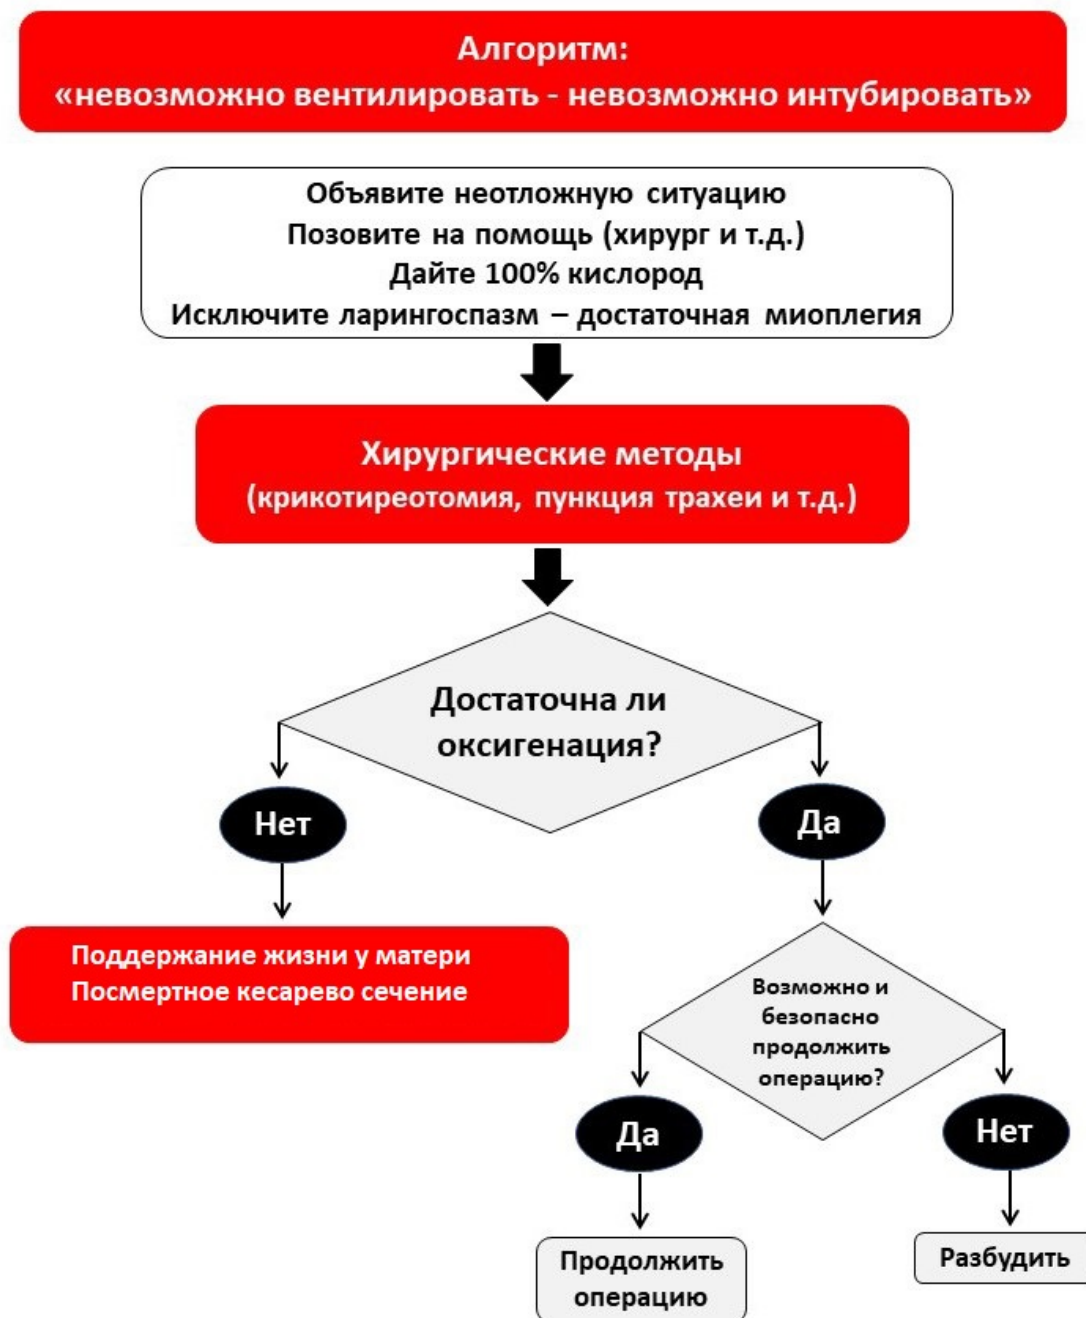 Алгоритм:
«невозможно вентилировать - невозможно интубировать»
Объявите неотложную ситуацию
Позовите на помощь (хирург и т.д.)
Дайте 100% кислород
Исключите ларингоспазм – достаточная миоплегия
Хирургические методы
(крикотиреотомия, пункция трахеи и т.д.)
Достаточна ли
оксигенация?
Нет
Да
Поддержание жизни у матери
Посмертное кесарево сечение
Возможно и
безопасно
продолжить
операцию?
Да
Нет
Продолжить
операцию
Разбудить